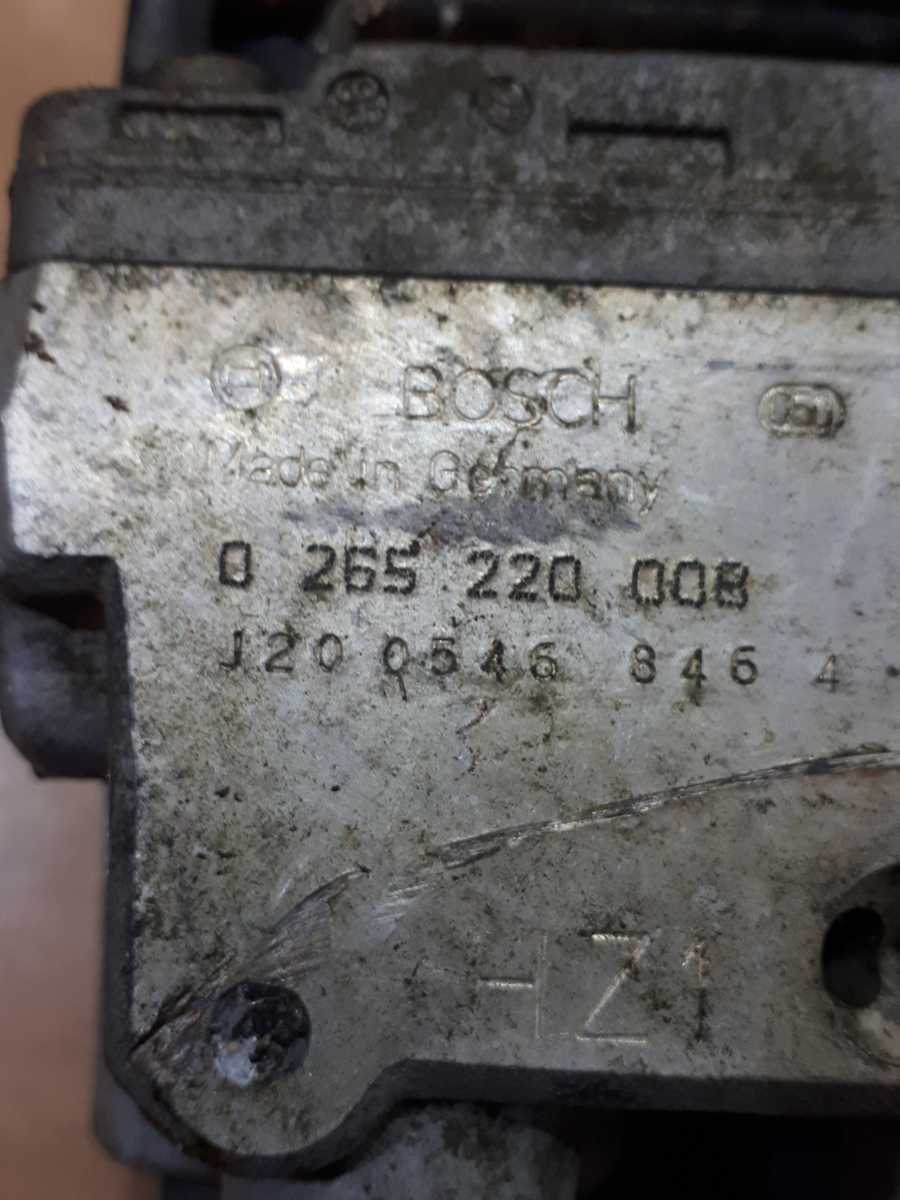 BOSCH
Made in Germany
0 265 220 008
J20 0546 846 4
HZ1